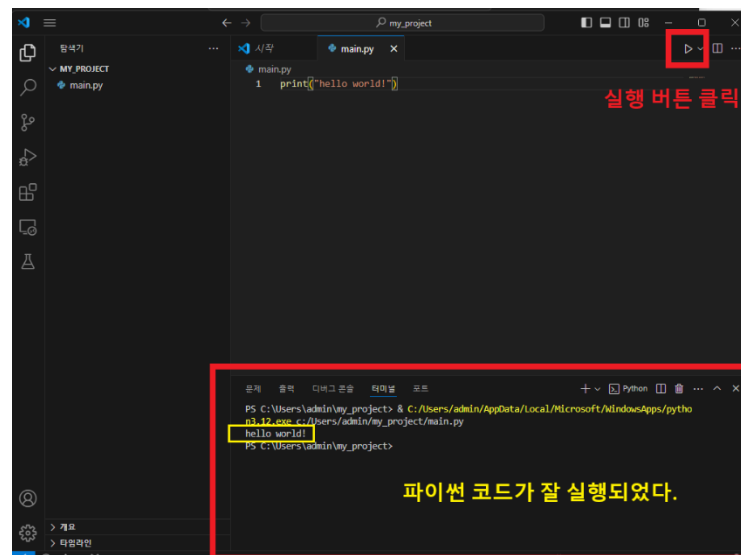 my_project
탐색기
시작
main.py
MY_PROJECT
main.py
main.py
1 print("hello world!")
실행 버튼 클릭
문제 출력 디버그 콘솔 터미널 포트
Python
PS C:\Users\admin\my_project> & C:/Users/admin/AppData/Local/Microsoft/WindowsApps/pytho
n3.12.exe c:/Users/admin/my_project/main.py
hello world!
PS C:\Users\admin\my_project>
파이썬 코드가 잘 실행되었다.
개요
타임라인